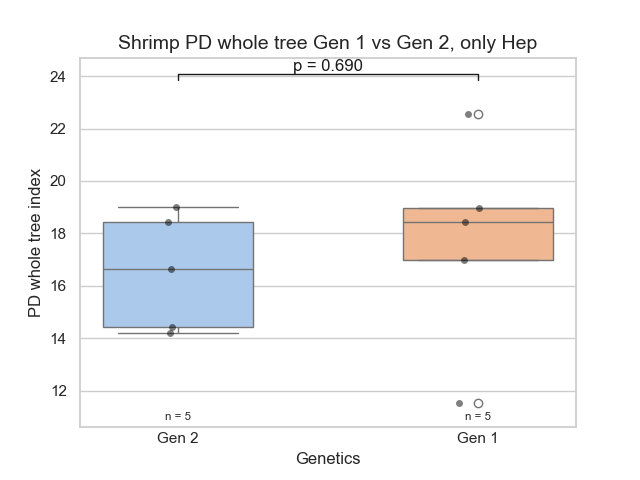 Shrimp PD whole tree Gen 1 vs Gen 2, only Hep
p = 0.690
24
22
20
18
16
14
12
PD whole tree index
n = 5
n = 5
Gen 2
Gen 1
Genetics